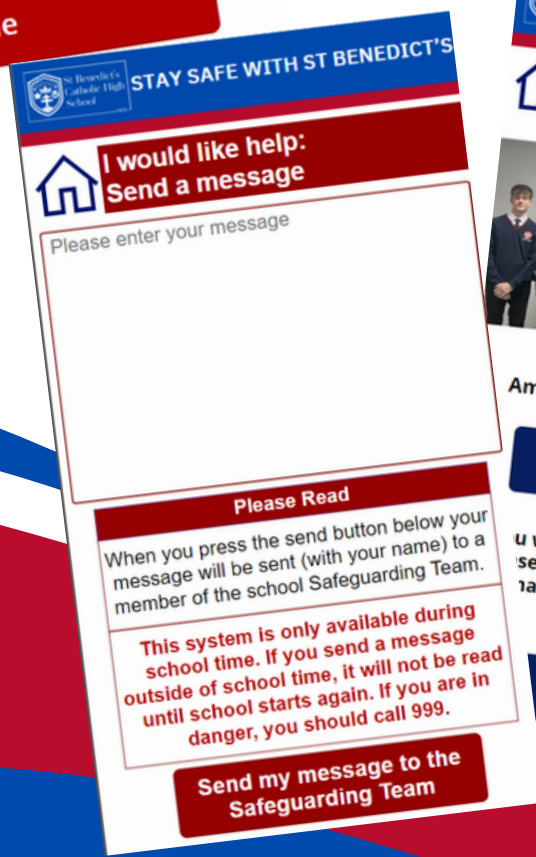 e
St Benedict's
Catholic High
School
STAY SAFE WITH ST BENEDICT'S
I would like help:
Send a message
Please enter your message
Please Read
When you press the send button below your
message will be sent (with your name) to a
member of the school Safeguarding Team.
This system is only available during
school time. If you send a message
outside of school time, it will not be read
until school starts again. If you are in
danger, you should call 999.
Send my message to the
Safeguarding Team
Am